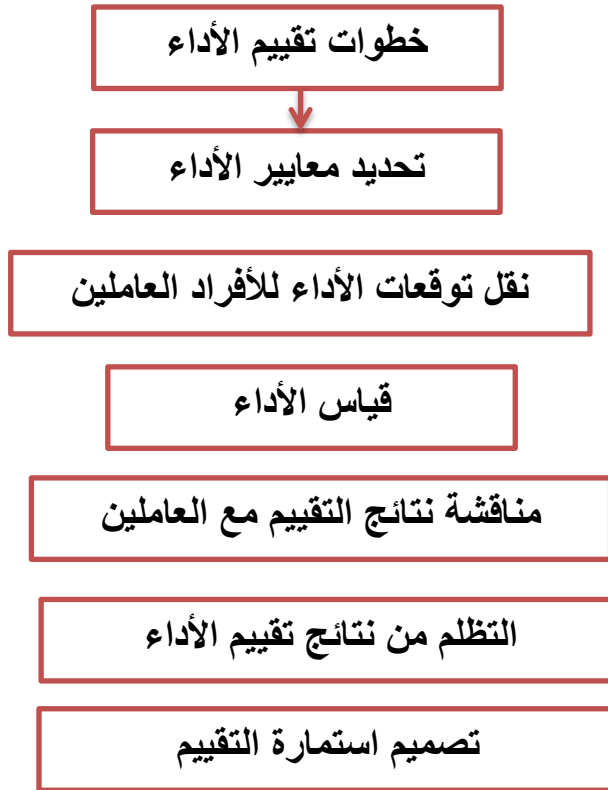 خطوات تقييم الأداء
تحديد معايير الأداء
نقل توقعات الأداء للأفراد العاملين
قياس الأداء
مناقشة نتائج التقييم مع العاملين
التظلم من نتائج تقييم الأداء
تصميم استمارة التقييم